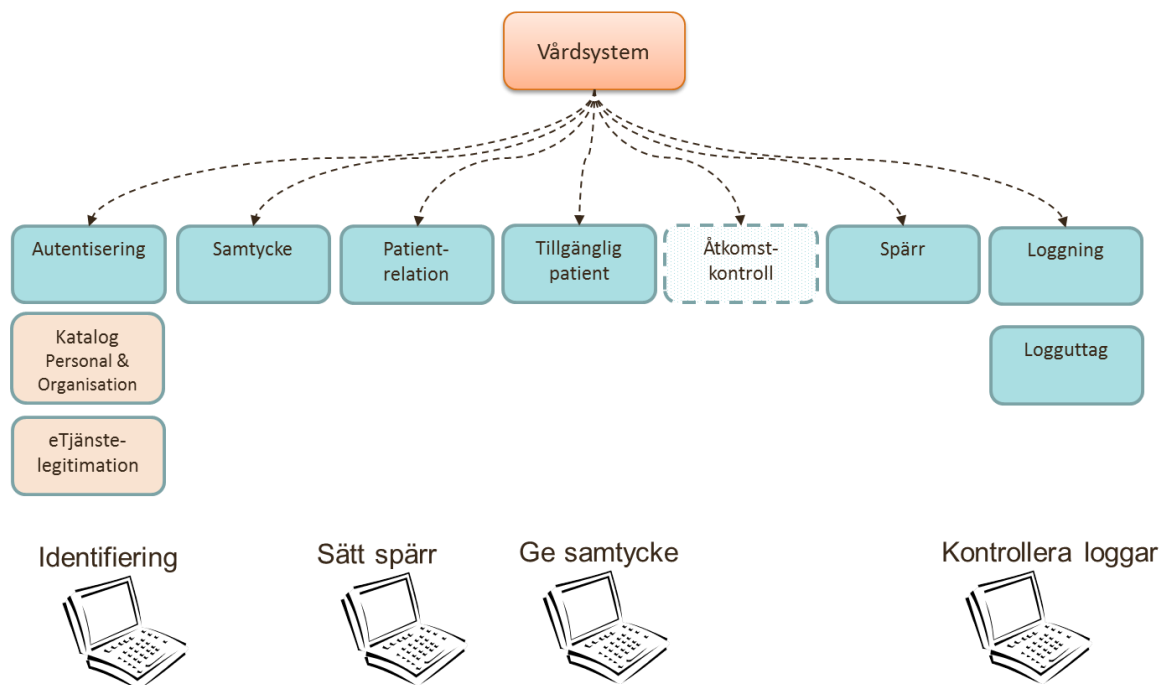 Vårdsystem
Autentisering
Samtycke
Patient-
relation
Tillgänglig
patient
Åtkomst-
kontroll
Spärr
Loggning
Katalog
Personal &
Organisation
Logguttag
eTjänste-
legitimation
Identifiering
Sätt spärr
Ge samtycke
Kontrollera loggar